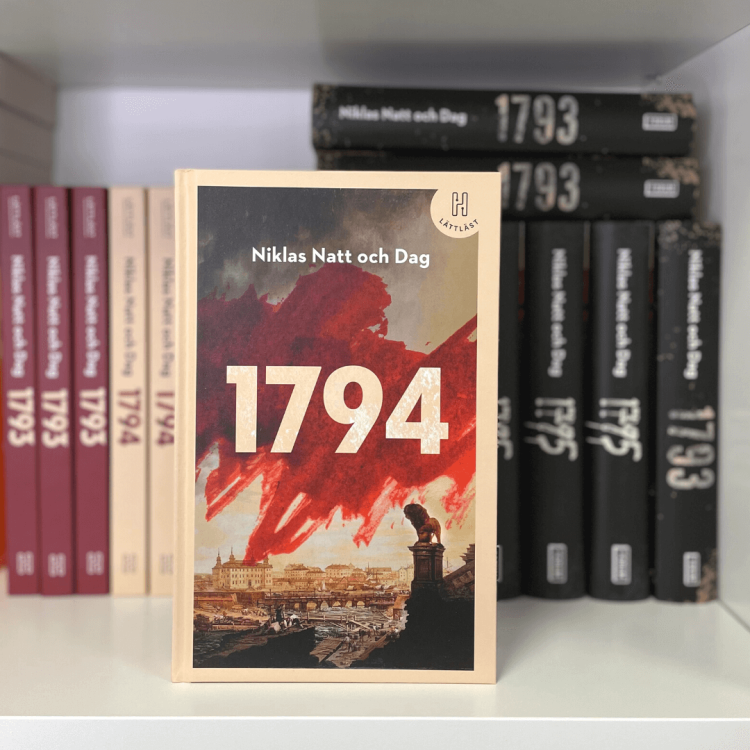 Niklas Natt och Dag 1793
1793
LÄTTLÄST
Niklas Natt och Dag
1794
Niklas Natt och Dag 1793
Niklas Natt och Dag 1793
Niklas Natt och Dag 1793
Niklas Natt och Dag 1794
Niklas Natt och Dag 1794
1795
Niklas Natt och Dag 1795
Niklas Natt och Dag 1795
Niklas Natt och Dag 1793